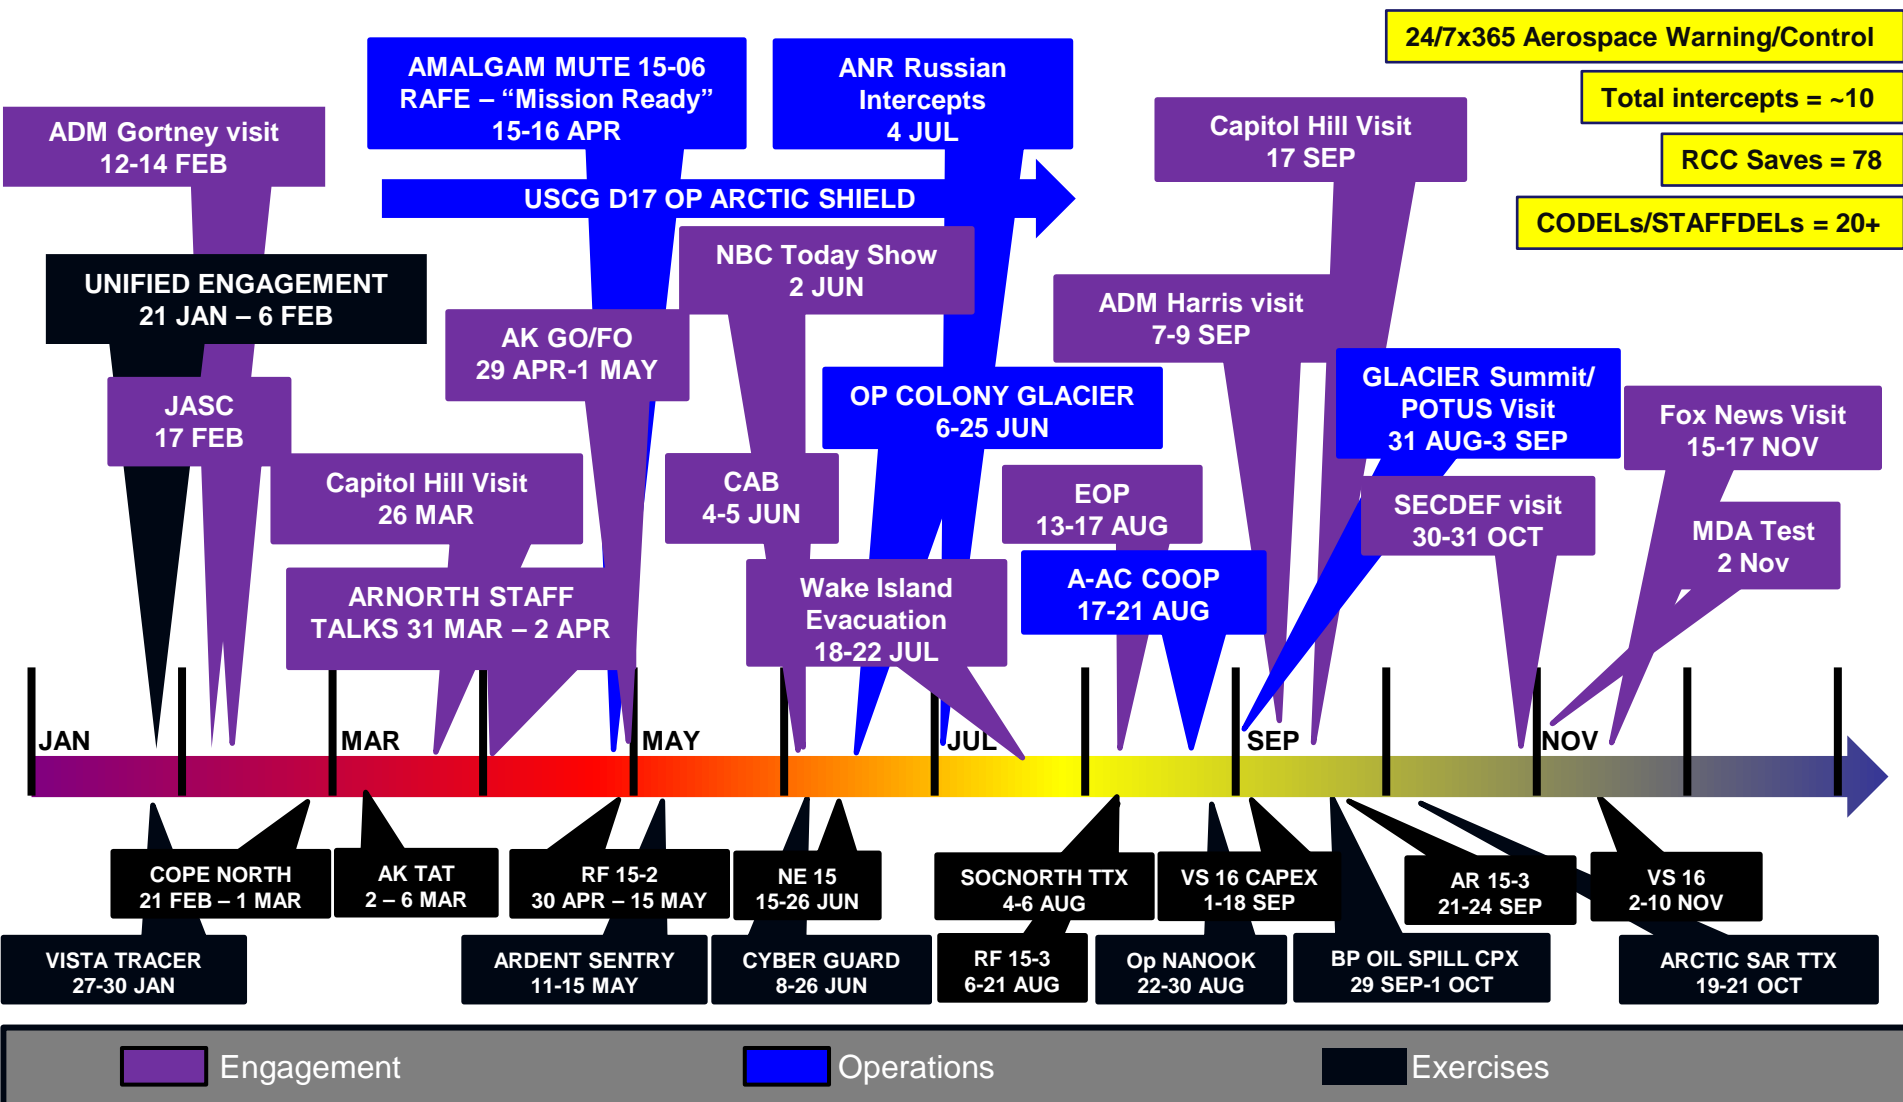 24/7x365 Aerospace Warning/Control
Total intercepts = ~10
RCC Saves = 78
CODELs/STAFFDELs = 20+
AMALGAM MUTE 15-06
RAFE – “Mission Ready”
15-16 APR
ANR Russian
Intercepts
4 JUL
ADM Gortney visit
12-14 FEB
Capitol Hill Visit
17 SEP
USCG D17 OP ARCTIC SHIELD
UNIFIED ENGAGEMENT
21 JAN – 6 FEB
NBC Today Show
2 JUN
ADM Harris visit
7-9 SEP
AK GO/FO
29 APR-1 MAY
JASC
17 FEB
OP COLONY GLACIER
6-25 JUN
GLACIER Summit/
POTUS Visit
31 AUG-3 SEP
Fox News Visit
15-17 NOV
Capitol Hill Visit
26 MAR
CAB
4-5 JUN
EOP
13-17 AUG
SECDEF visit
30-31 OCT
MDA Test
2 Nov
ARNORTH STAFF
TALKS 31 MAR – 2 APR
Wake Island
Evacuation
18-22 JUL
A-AC COOP
17-21 AUG
JAN
MAR
MAY
JUL
SEP
NOV
COPE NORTH
21 FEB – 1 MAR
AK TAT
2 – 6 MAR
RF 15-2
30 APR – 15 MAY
NE 15
15-26 JUN
SOCNORTH TTX
4-6 AUG
VS 16 CAPEX
1-18 SEP
AR 15-3
21-24 SEP
VS 16
2-10 NOV
VISTA TRACER
27-30 JAN
ARDENT SENTRY
11-15 MAY
CYBER GUARD
8-26 JUN
RF 15-3
6-21 AUG
Op NANOOK
22-30 AUG
BP OIL SPILL CPX
29 SEP-1 OCT
ARCTIC SAR TTX
19-21 OCT
Engagement
Operations
Exercises